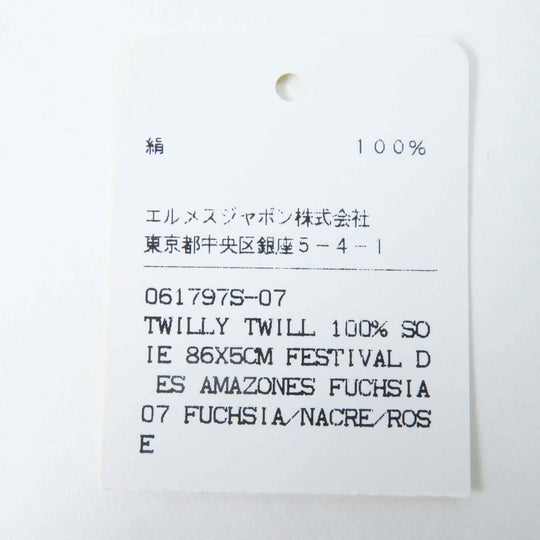 絹 １００％
エルメスジャポン株式会社
東京都中央区銀座５－４－１
061797S-07
TWILLY TWILL 100% SO
IE 86X5CM FESTIVAL D
ES AMAZONES FUCHSIA
07 FUCHSIA/NACRE/ROS
E